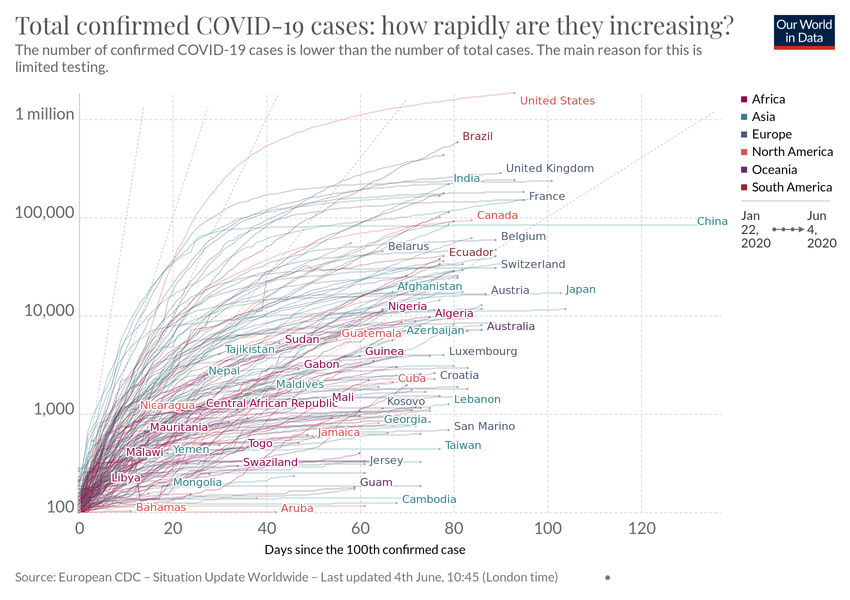 Total confirmed COVID-19 cases: how rapidly are they increasing?
The number of confirmed COVID-19 cases is lower than the number of total cases. The main reason for this is
limited testing.
Our World
in Data
1 million
100,000
10,000
1,000
100
0
20
40
60
80
100
120
Days since the 100th confirmed case
United States
Brazil
United Kingdom
India
France
Canada
China
Belgium
Belarus
Ecuador
Switzerland
Afghanistan
Austria
Japan
Nigeria
Algeria
Guatemala
Azerbaijan
Australia
Sudan
Tajikistan
Guinea
Luxembourg
Gabon
Nepal
Cuba
Croatia
Maldives
Mali
Nicaragua
Central African Republic
Kosovo
Lebanon
Georgia
Mauritania
San Marino
Jamaica
Togo
Taiwan
Malawi
Yemen
Swaziland
Jersey
Libya
Mongolia
Guam
Cambodia
Bahamas
Aruba
Africa
Asia
Europe
North America
Oceania
South America
Jan
22,
2020
Jun
4,
2020
Source: European CDC – Situation Update Worldwide – Last updated 4th June, 10:45 (London time)